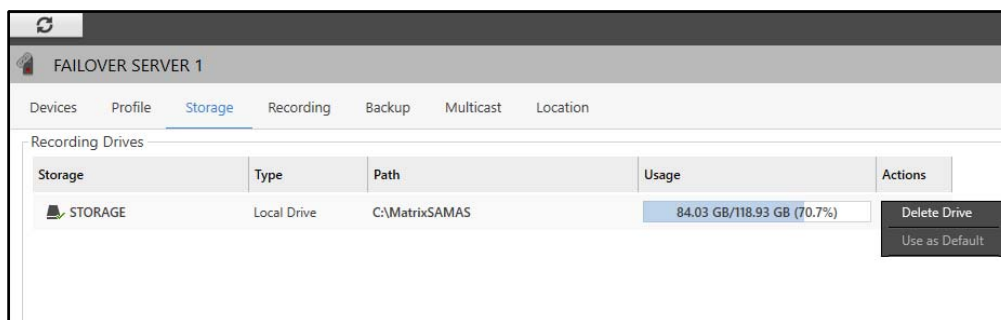 FAILOVER SERVER 1
Devices Profile Storage Recording Backup Multicast Location
Recording Drives
Storage Type Path Usage Actions
STORAGE Local Drive C:\MatrixSAMAS 84.03 GB/118.93 GB (70.7%) Delete Drive
Use as Default